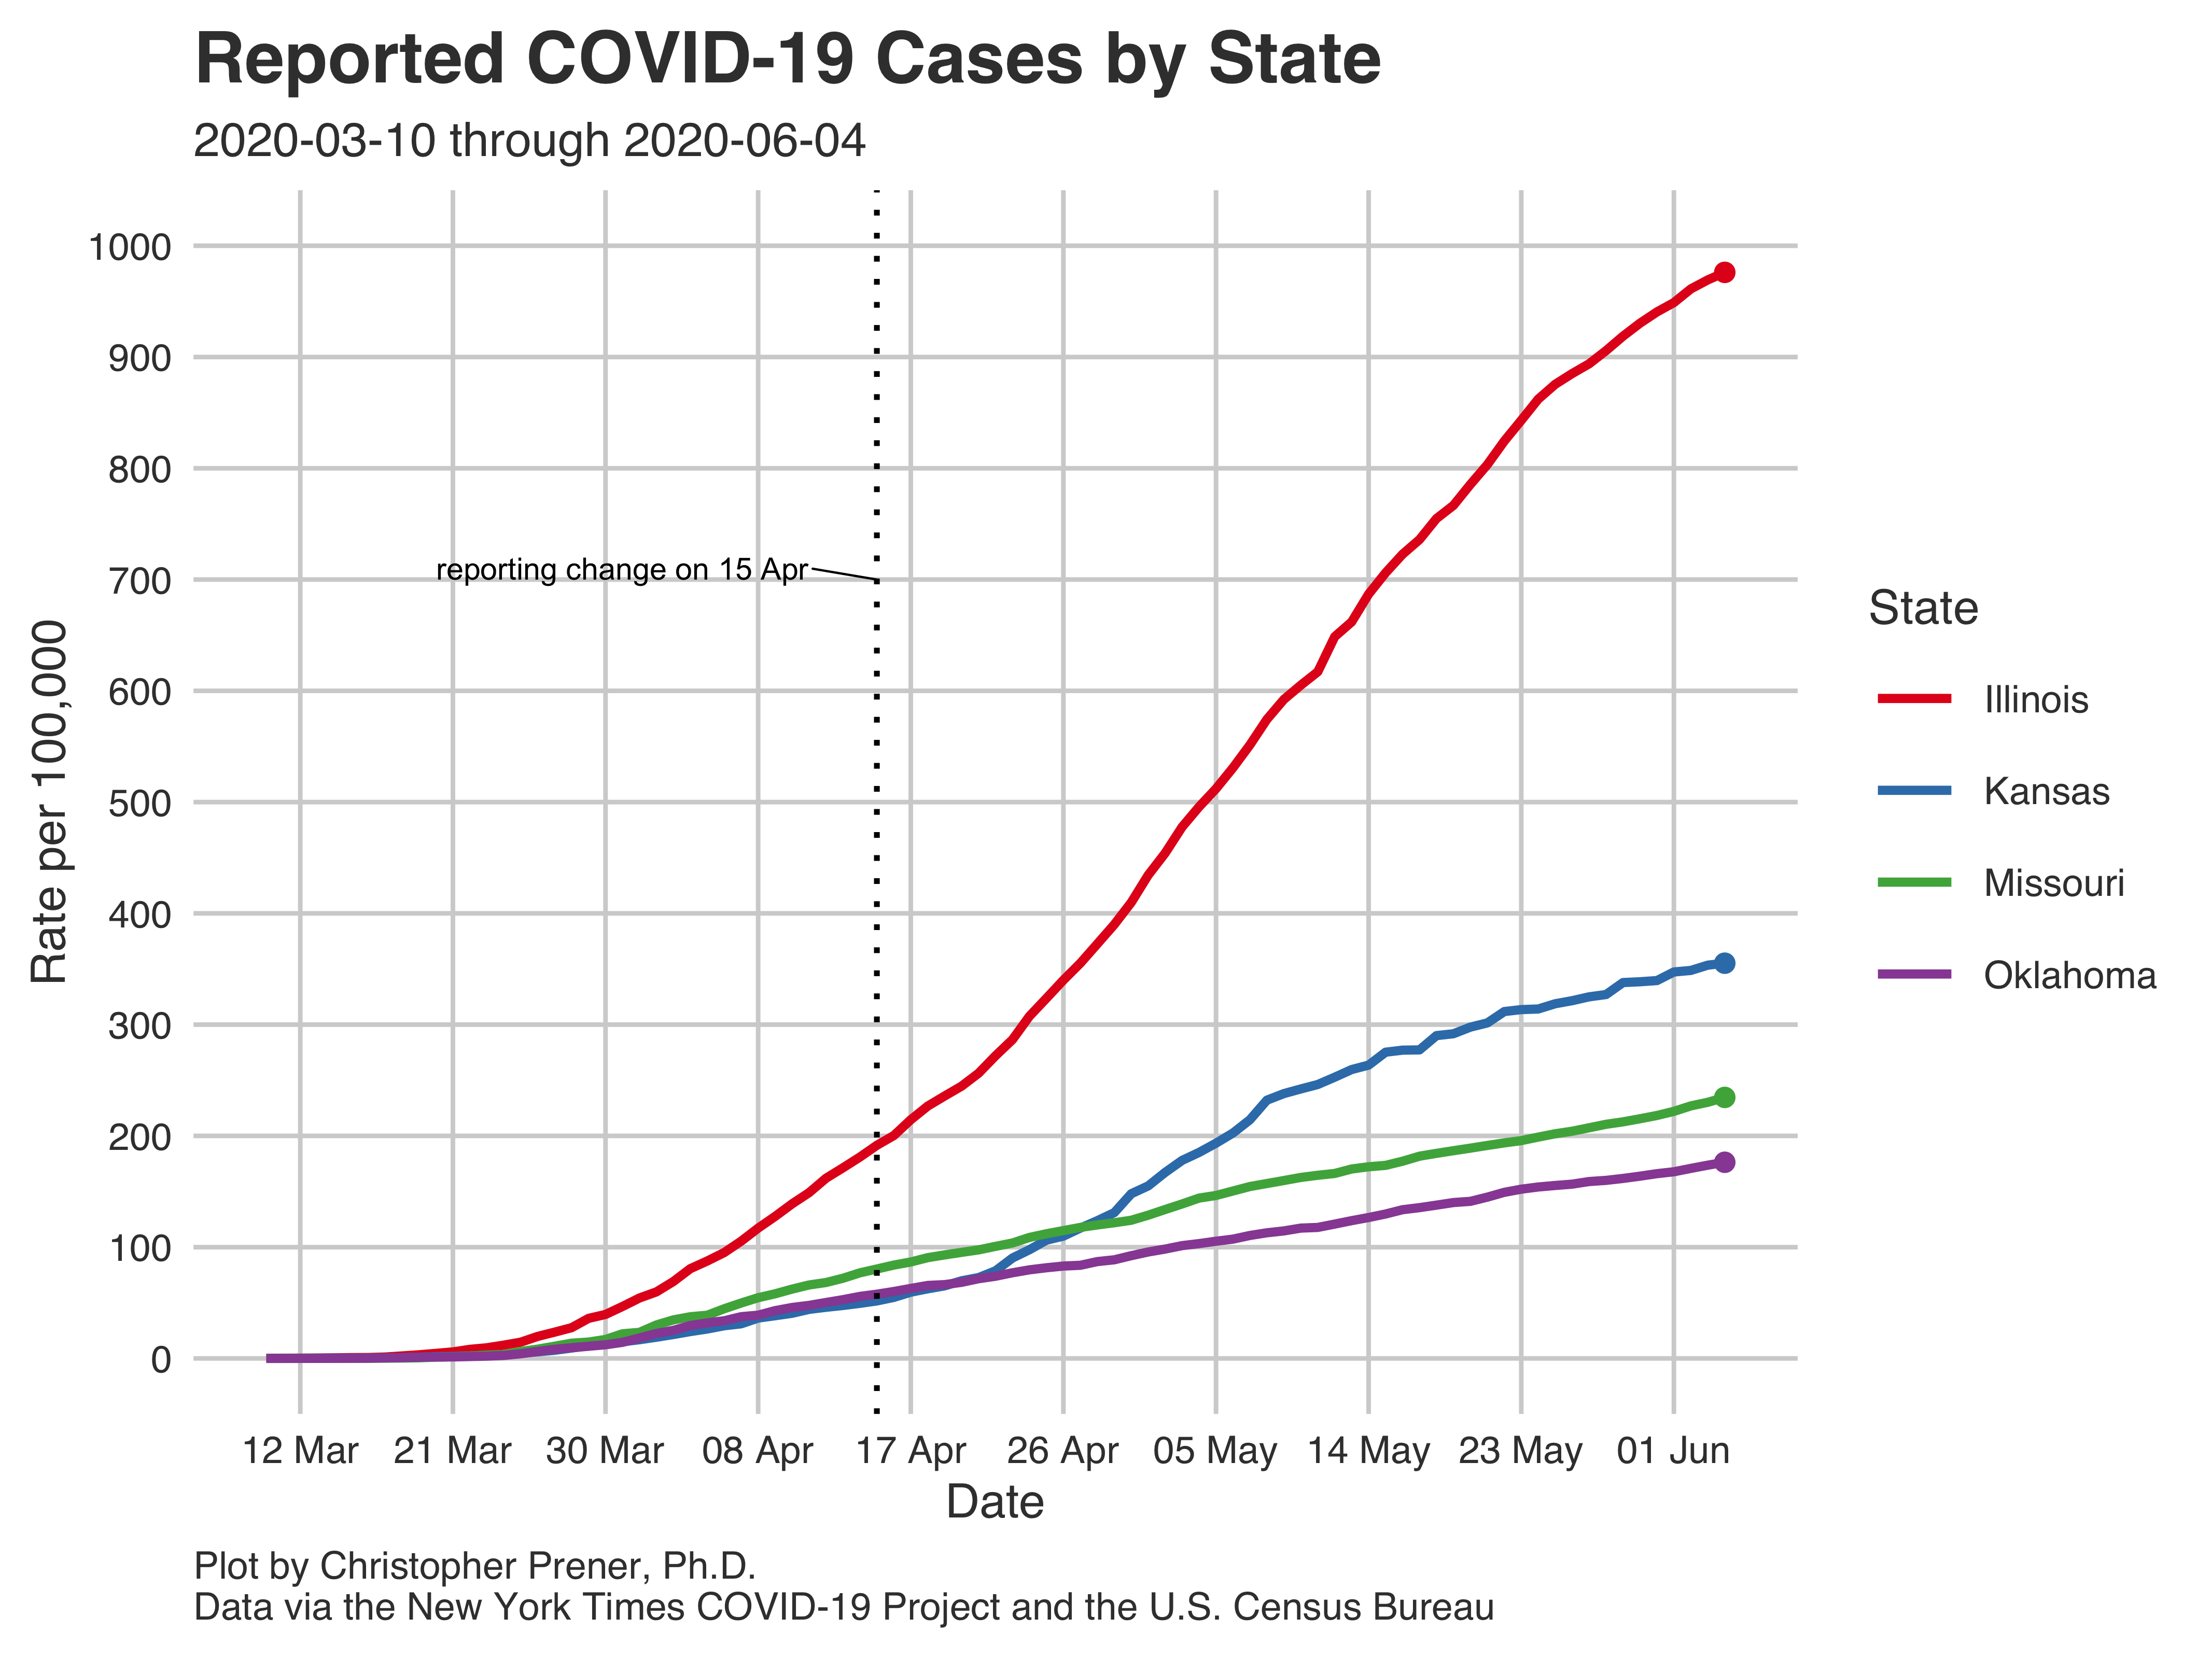 Reported COVID-19 Cases by State
2020-03-10 through 2020-06-04
Rate per 100,000
1000
900
800
700
600
500
400
300
200
100
0
reporting change on 15 Apr
12 Mar 21 Mar 30 Mar 08 Apr 17 Apr 26 Apr 05 May 14 May 23 May 01 Jun
Date
State
Illinois
Kansas
Missouri
Oklahoma
Plot by Christopher Prener, Ph.D.
Data via the New York Times COVID-19 Project and the U.S. Census Bureau